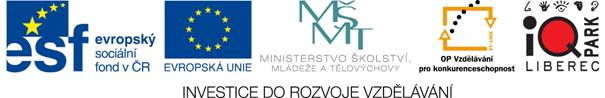 esf evropský
sociální
fond v ČR
EVROPSKÁ UNIE
MŠMT
MINISTERSTVO ŠKOLSTVÍ,
MLÁDEŽE A TĚLOVÝCHOVY
OP Vzdělávání
pro konkurenceschopnost
iQ
PARK
LIBEREC
INVESTICE DO ROZVOJE VZDĚLÁVÁNÍ